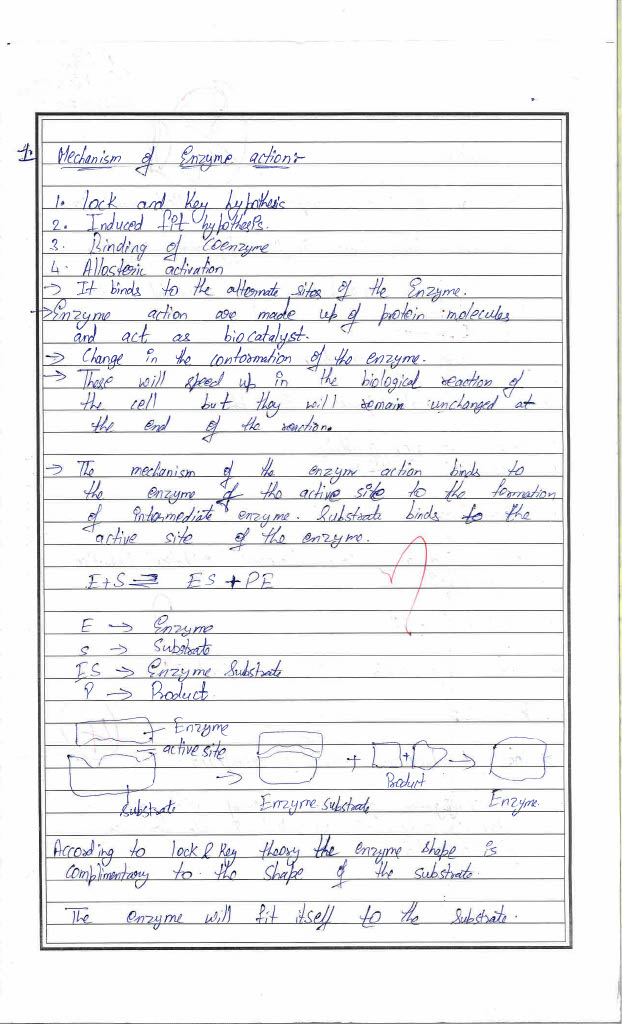 1. Mechanism of Enzyme action:-
1. lock and key hypothesis
2. Induced fit hypothesis.
3. Binding of coenzyme
4. Allosteric activation
→ It binds to the alternate sites of the Enzyme.
→ Enzyme action are made up of protein molecules
and act as biocatalyst.
→ Change in the conformation of the enzyme.
→ These will speed up in the biological reaction of
the cell but they will remain unchanged at
the end of the reaction.
→ The mechanism of the enzyme action binds to
the enzyme of the active site to the formation
of intermediate enzyme. Substrate binds to the
active site of the enzyme.
E+S ⇌ ES + PE
E → Enzyme
S → Substrate
ES → Enzyme Substrate
P → Product.
Enzyme
active site
+ + →
→ Product
Substrate Enzyme substrate Enzyme
According to lock & key theory the enzyme shape is
complimentary to the shape of the substrate.
The enzyme will fit itself to the substrate.